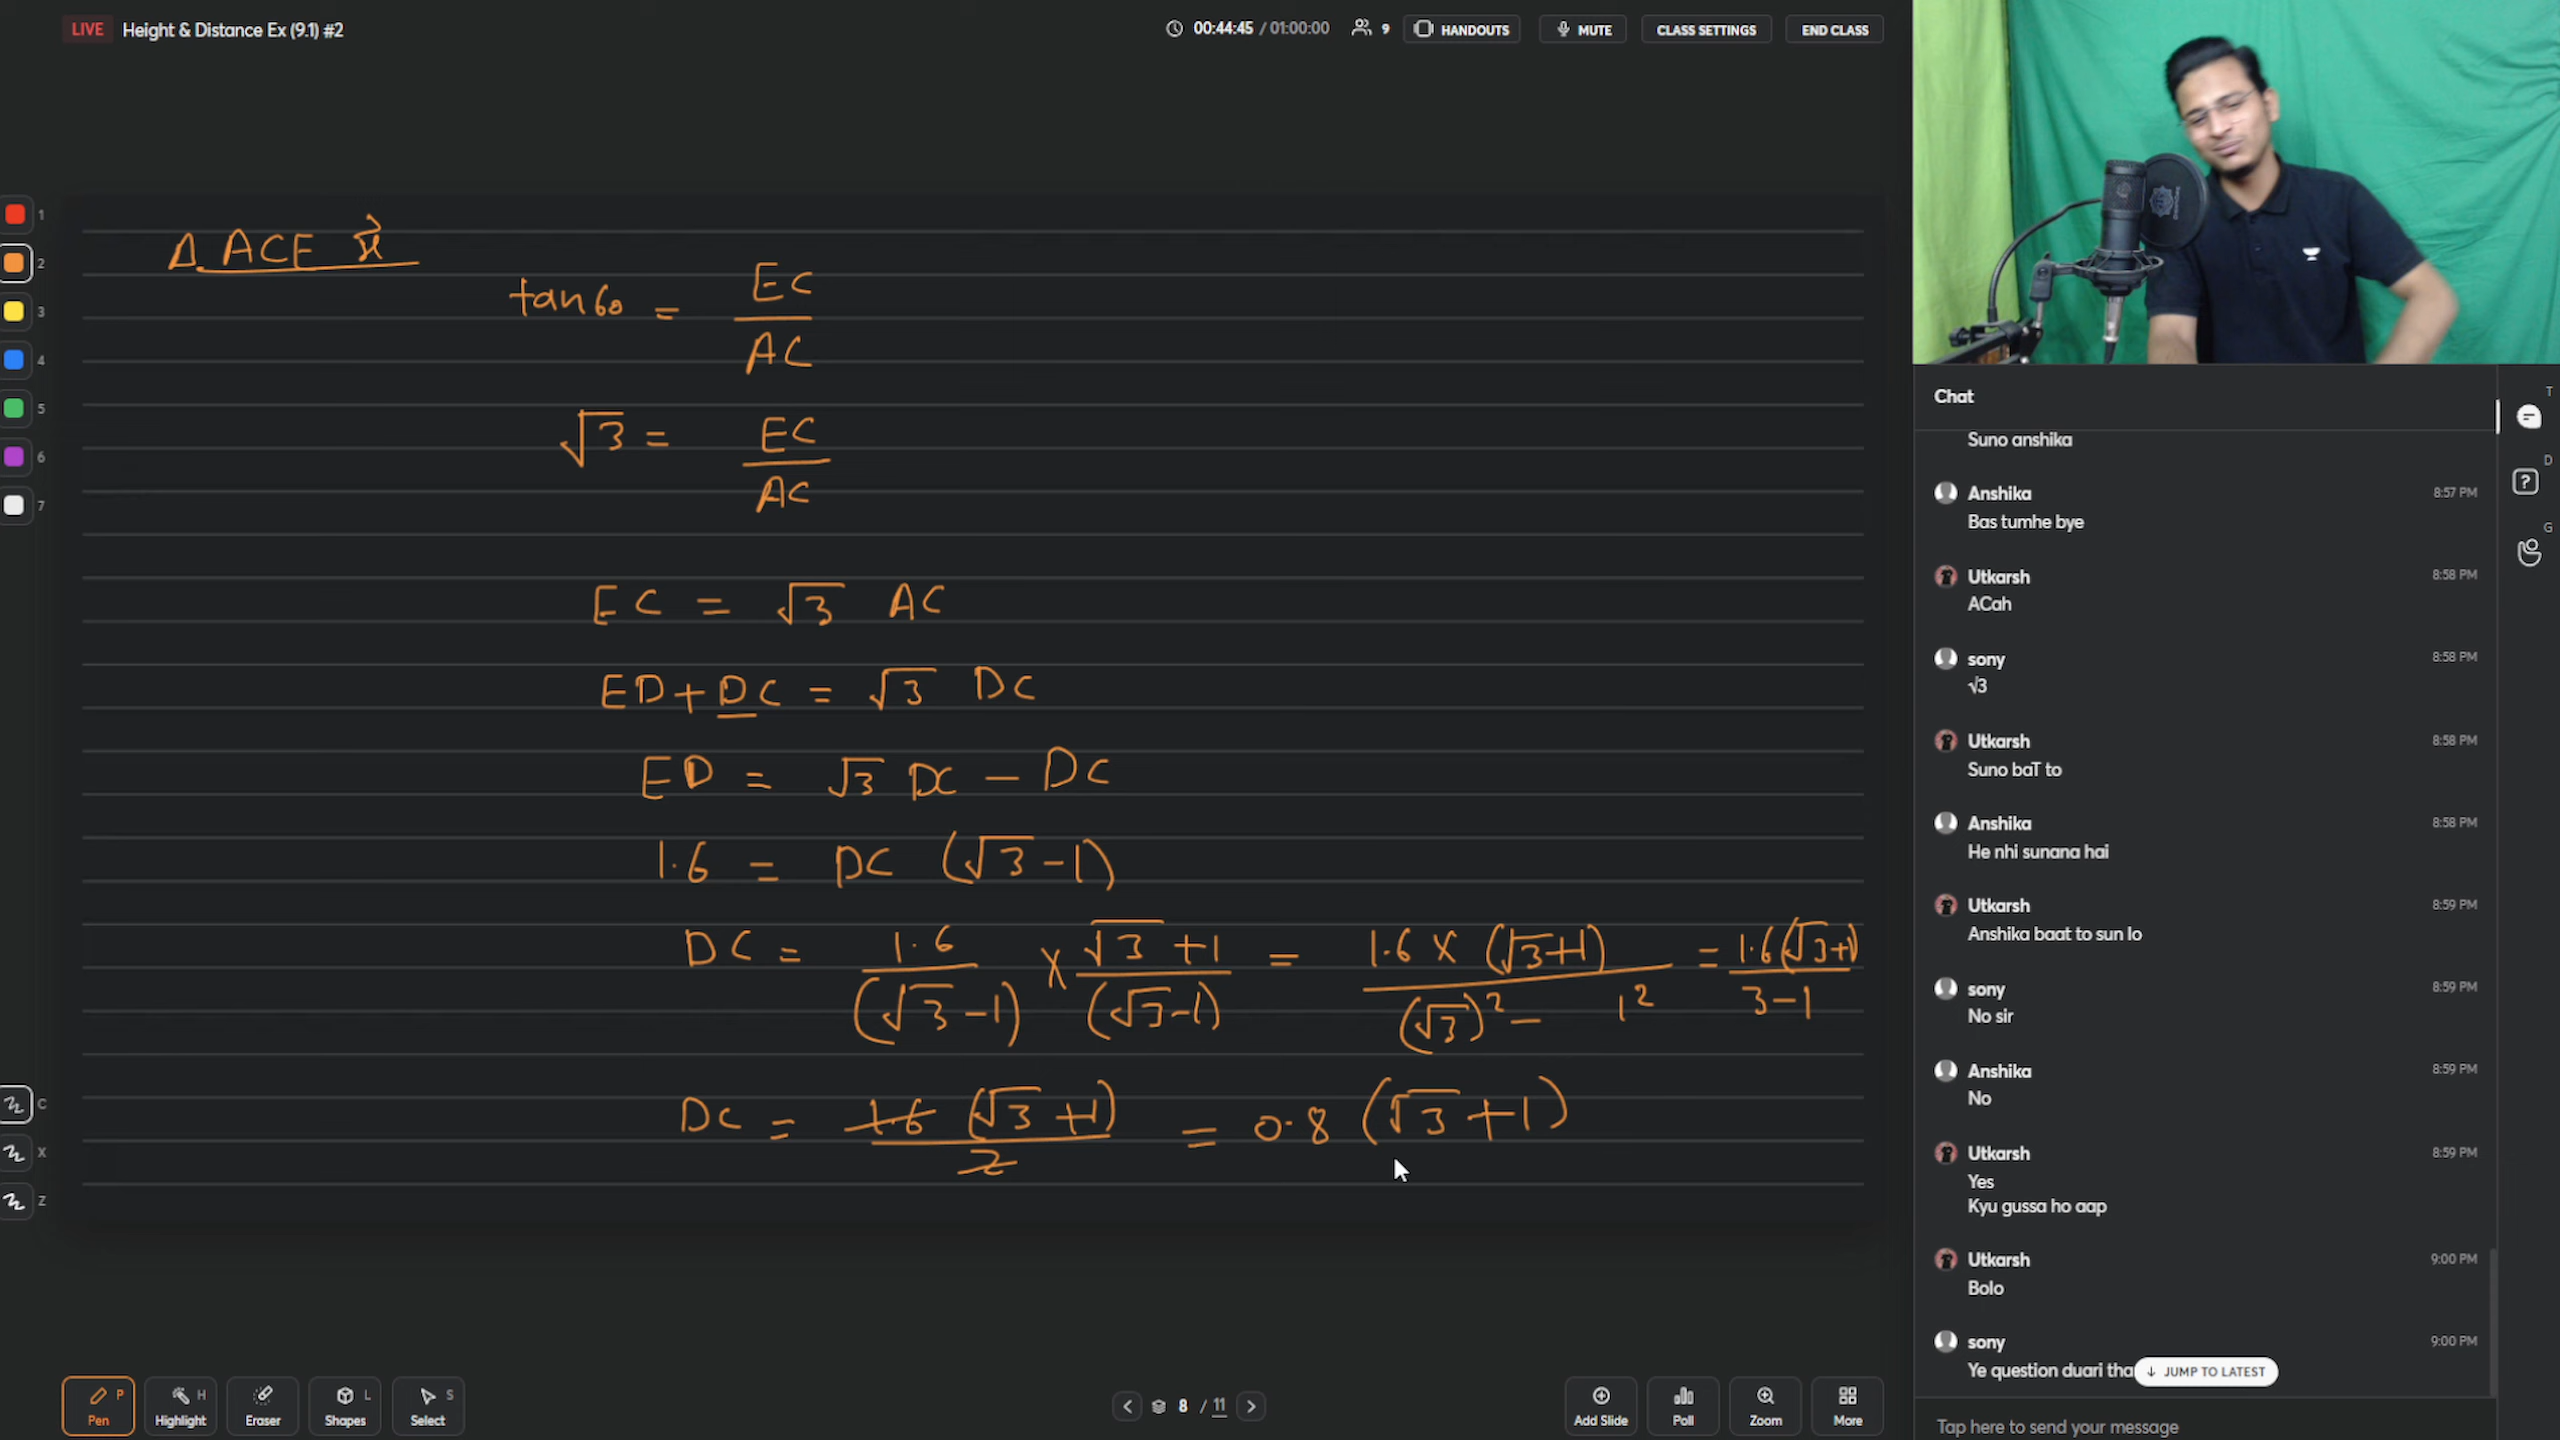 LIVE Height & Distance Ex (9.1) #2
00:44:45 / 01:00:00 9 HANDOUTS MUTE CLASS SETTINGS END CLASS
1
2
3
4
5
6
7
C
X
Z
Δ ACE में
tan 60 = EC / AC
√3 = EC / AC
EC = √3 AC
ED + DC = √3 DC
ED = √3 DC − DC
1.6 = DC (√3 − 1)
DC = 1.6 / (√3 − 1) × √3 + 1 / (√3 − 1) = 1.6 × (√3 + 1) / (√3)² − 1² = 1.6 (√3 + 1) / 3 − 1
DC = 1.6 (√3 + 1) / 2 = 0.8 (√3 + 1)
P Pen
H Highlight
Eraser
L Shapes
S Select
8 / 11
Add Slide
Poll
Zoom
More
Chat
Suno anshika
Anshika 8:57 PM
Bas tumhe bye
Utkarsh 8:58 PM
ACah
sony 8:58 PM
√3
Utkarsh 8:58 PM
Suno baT to
Anshika 8:58 PM
He nhi sunana hai
Utkarsh 8:59 PM
Anshika baat to sun lo
sony 8:59 PM
No sir
Anshika 8:59 PM
No
Utkarsh 8:59 PM
Yes
Kyu gussa ho aap
Utkarsh 9:00 PM
Bolo
sony 9:00 PM
Ye question duari tha
JUMP TO LATEST
Tap here to send your message
T
D
G